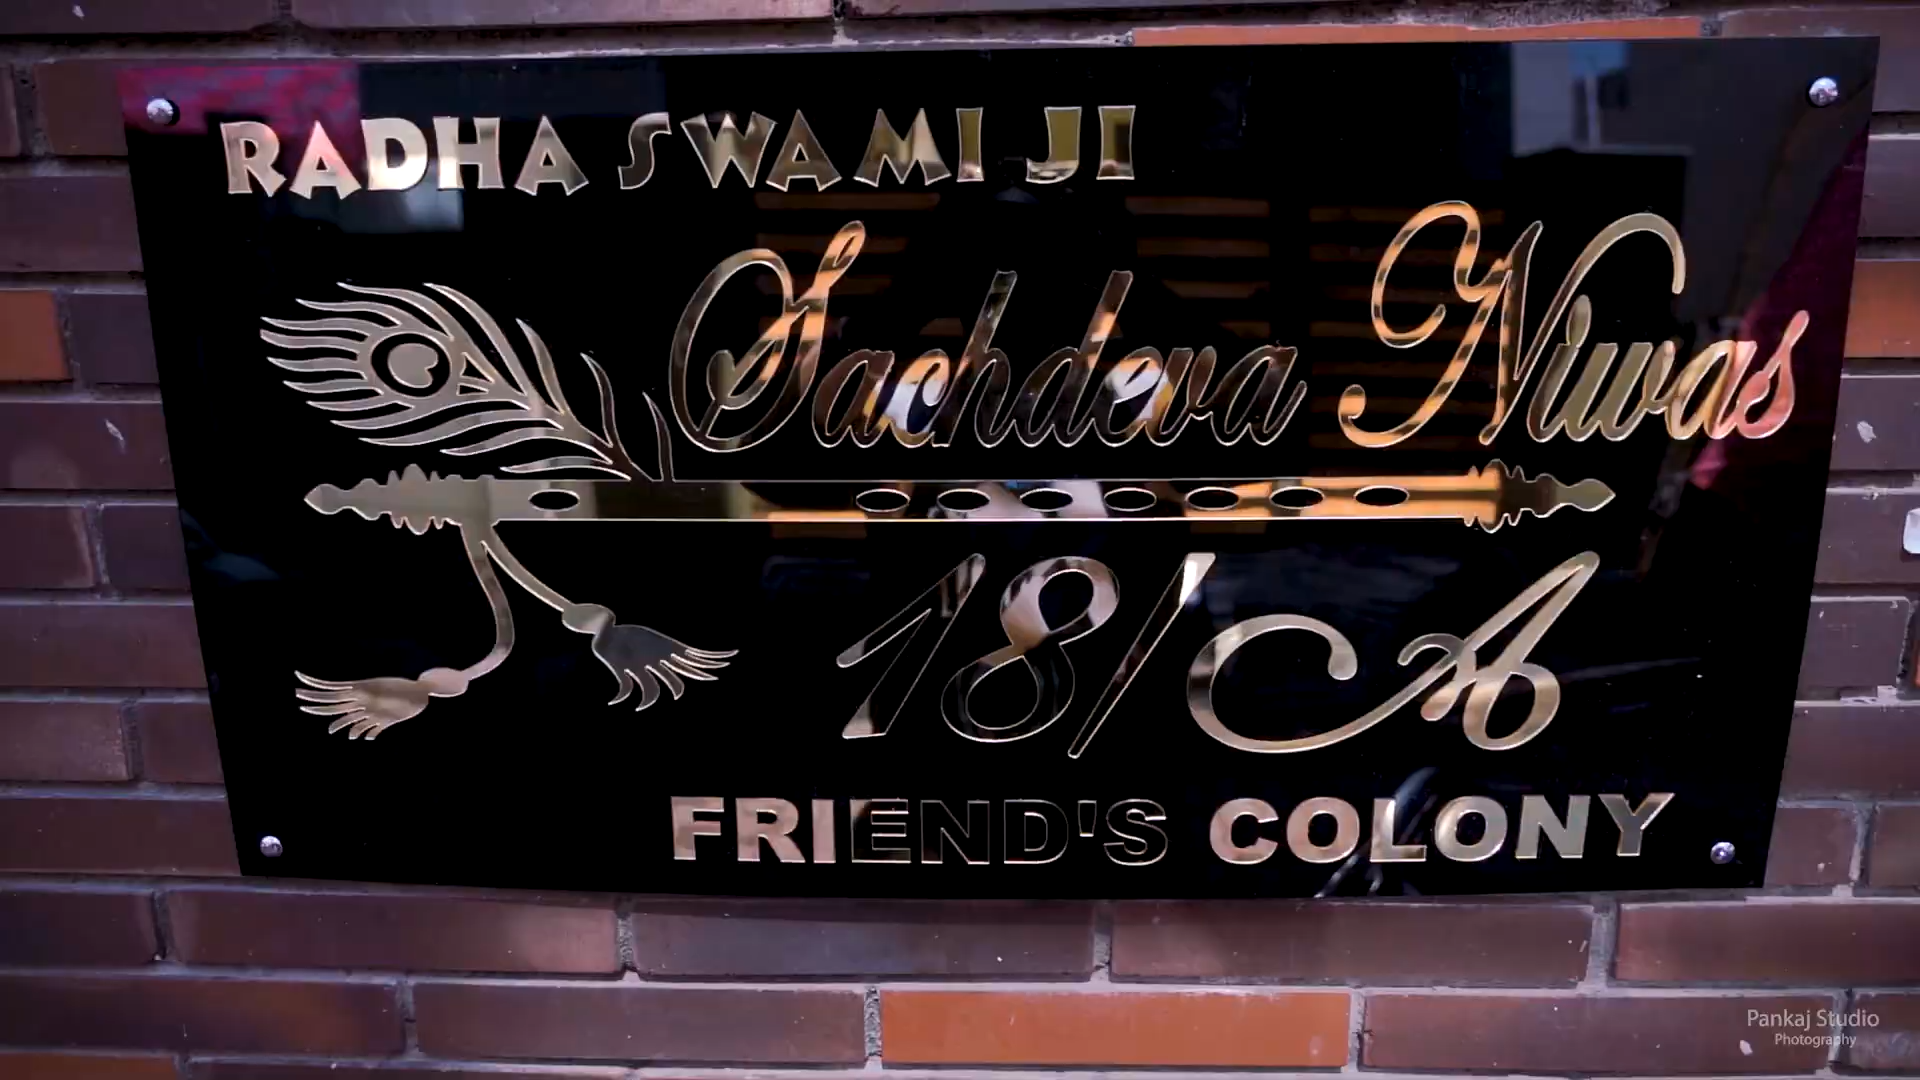 RADHA SWAMI JI
Sachdeva Niwas
18/A
FRIEND'S COLONY
Pankaj Studio
Photography